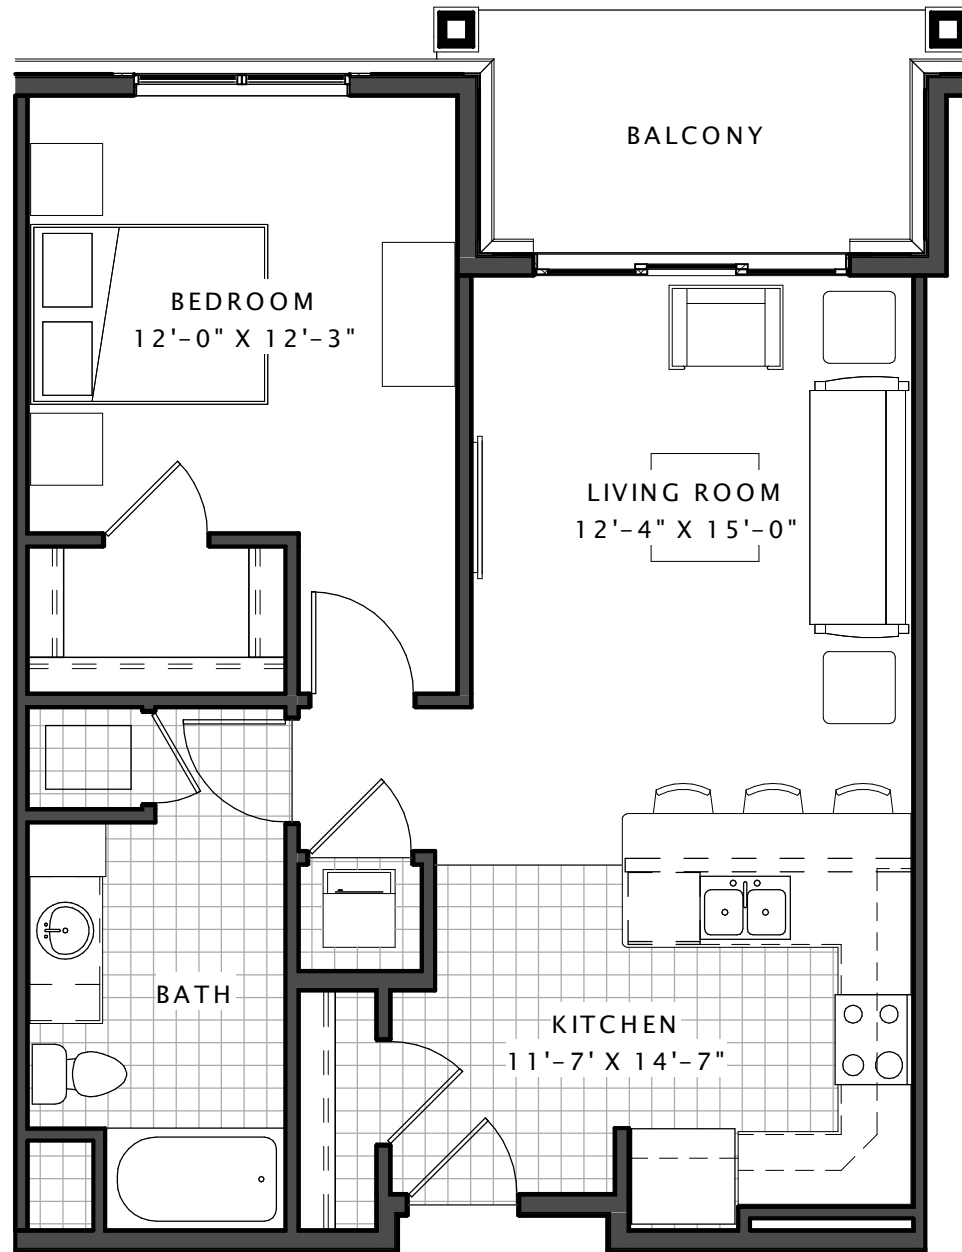 BALCONY
BEDROOM
12'-0" X 12'-3"
LIVING ROOM
12'-4" X 15'-0"
BATH
KITCHEN
11'-7' X 14'-7"